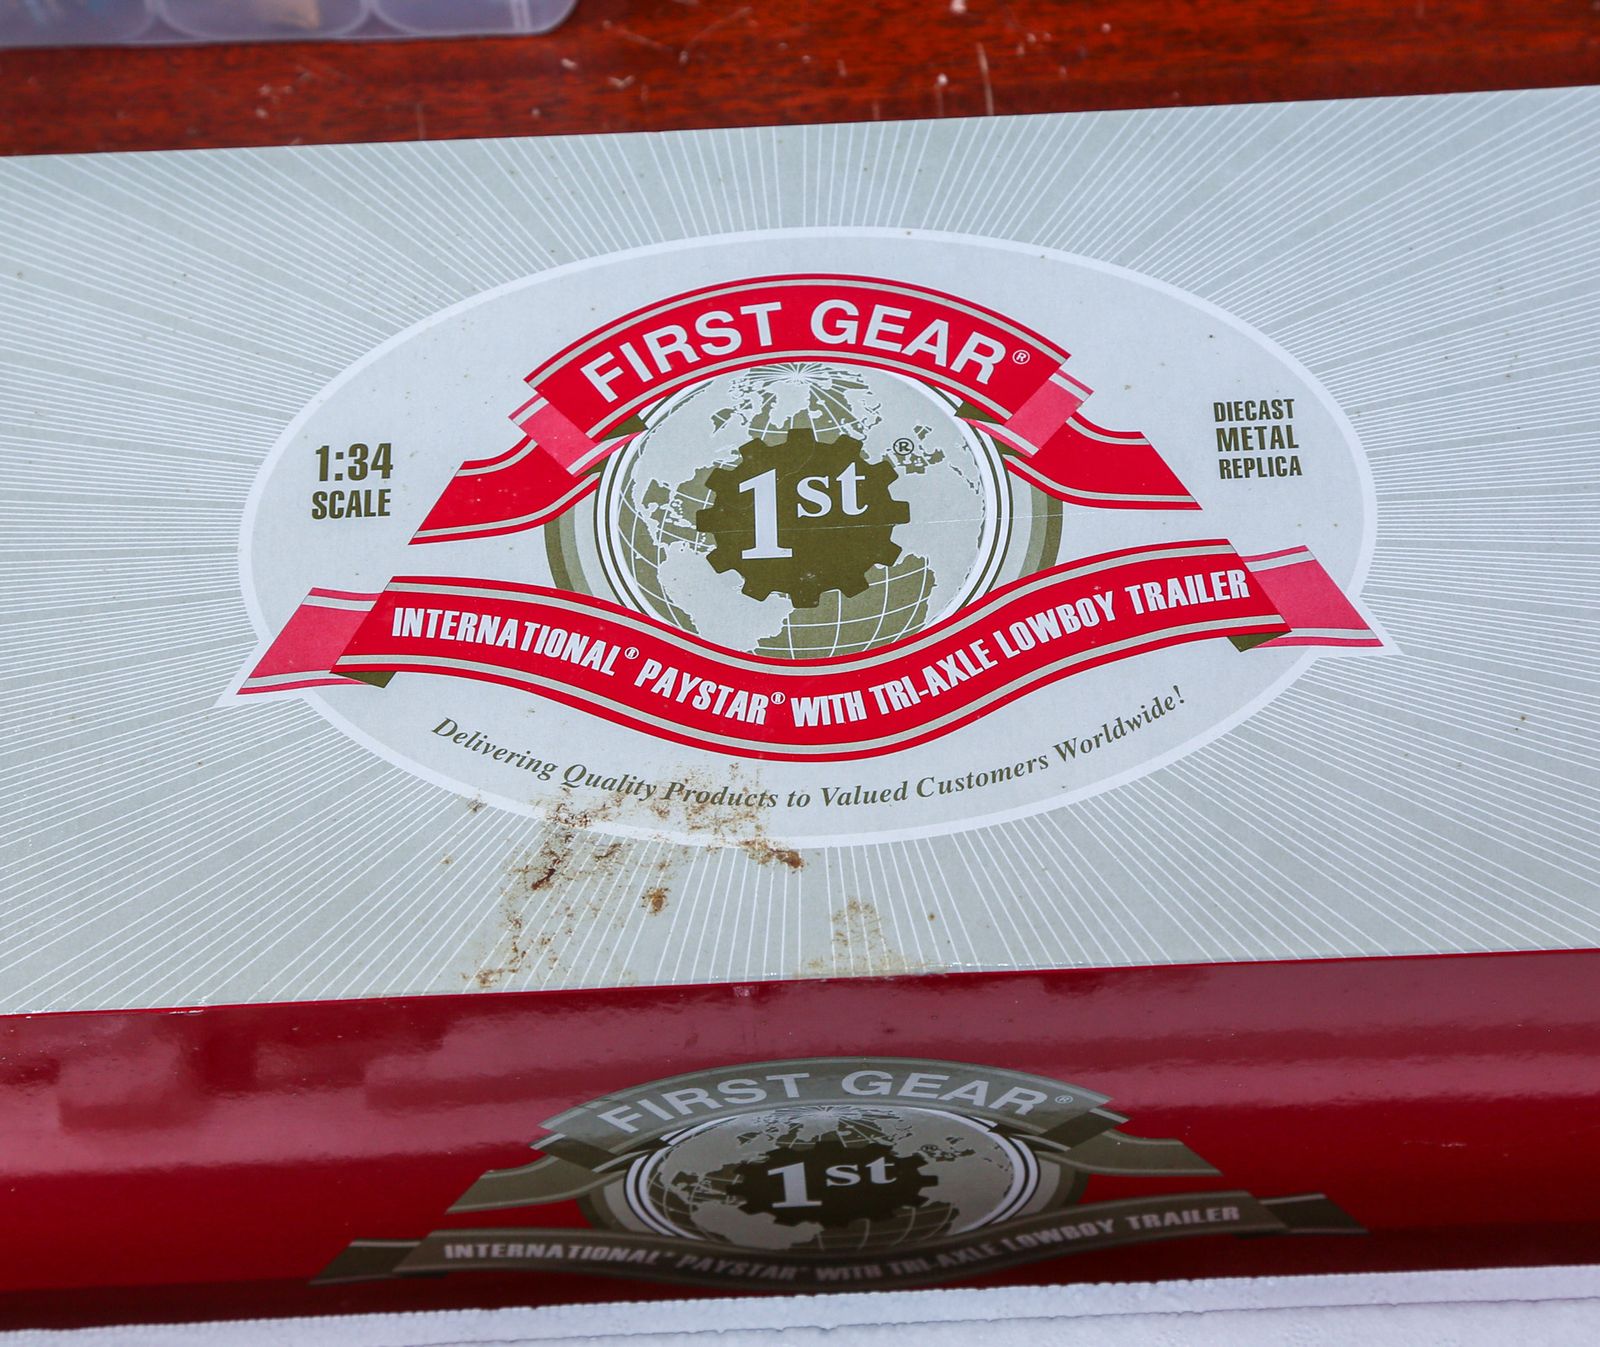 FIRST GEAR®
1:34
SCALE
1st®
DIECAST
METAL
REPLICA
INTERNATIONAL® PAYSTAR® WITH TRI-AXLE LOWBOY TRAILER
Delivering Quality Products to Valued Customers Worldwide!
FIRST GEAR®
1st®
INTERNATIONAL® PAYSTAR® WITH TRI-AXLE LOWBOY TRAILER